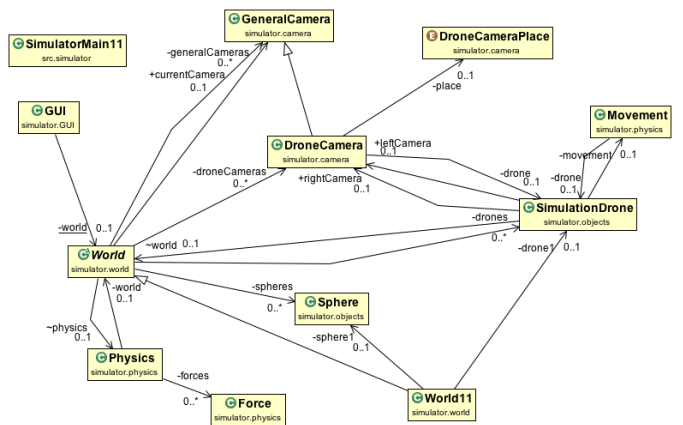 GeneralCamera
simulator.camera
DroneCameraPlace
simulator.camera
SimulatorMain11
src.simulator
-generalCameras
0..*
+currentCamera
0..1
0..1
-place
GUI
simulator.GUI
Movement
simulator.physics
DroneCamera
simulator.camera
+leftCamera
0..1
-movement
0..1
-droneCameras
0..*
+rightCamera
0..1
-drone
0..1
-drone
0..1
SimulationDrone
simulator.objects
-world 0..1
~world 0..1
-drones
0..*
-drone1 0..1
World
simulator.world
-world
0..1
-spheres
0..*
Sphere
simulator.objects
~physics
0..1
-sphere1
0..1
Physics
simulator.physics
-forces
0..*
Force
simulator.physics
World11
simulator.world